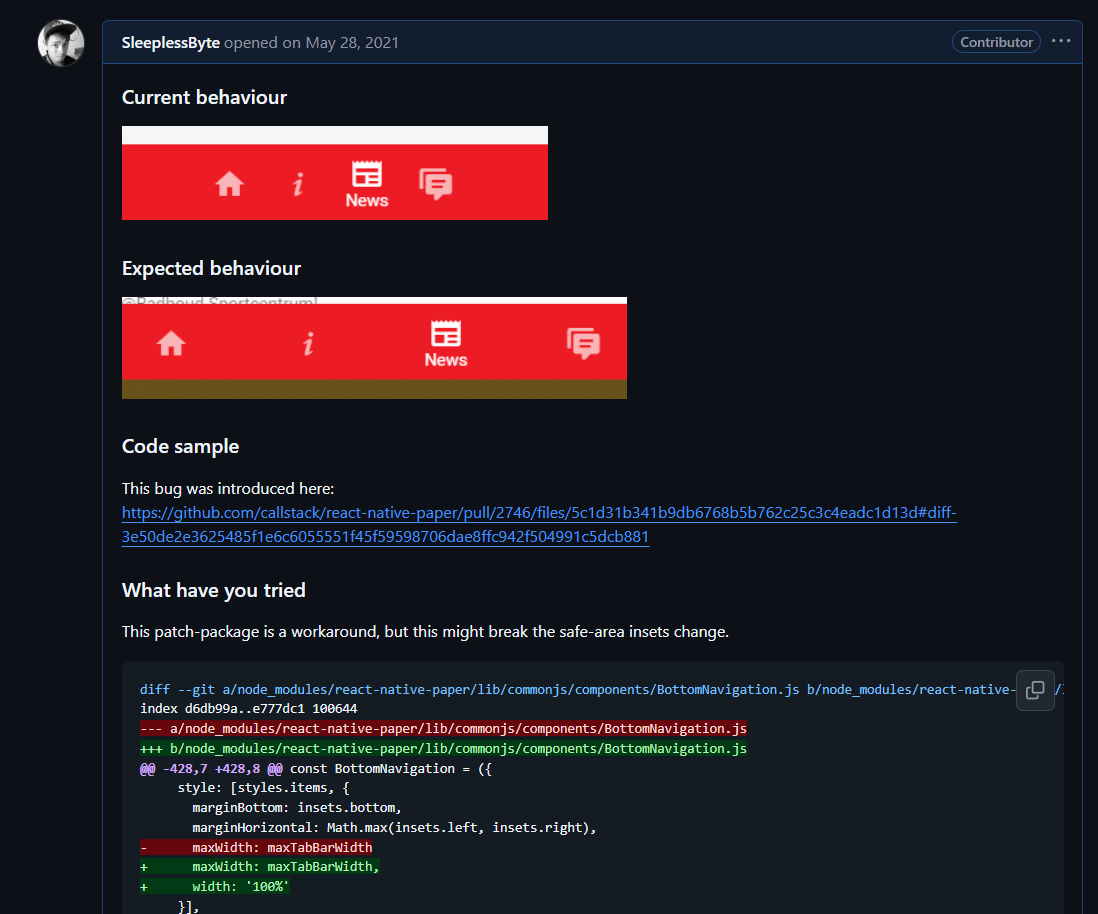 SleeplessByte opened on May 28, 2021
Contributor
Current behaviour
i
News
Expected behaviour
i
News
Code sample
This bug was introduced here:
https://github.com/callstack/react-native-paper/pull/2746/files/5c1d31b341b9db6768b5b762c25c3c4eadc1d13d#diff-
3e50de2e3625485f1e6c6055551f45f59598706dae8ffc942f504991c5dcb881
What have you tried
This patch-package is a workaround, but this might break the safe-area insets change.
diff --git a/node_modules/react-native-paper/lib/commonjs/components/BottomNavigation.js b/node_modules/react-native-
index d6db99a..e777dc1 100644
--- a/node_modules/react-native-paper/lib/commonjs/components/BottomNavigation.js
+++ b/node_modules/react-native-paper/lib/commonjs/components/BottomNavigation.js
@@ -428,7 +428,8 @@ const BottomNavigation = ({
style: [styles.items, {
marginBottom: insets.bottom,
marginHorizontal: Math.max(insets.left, insets.right),
- maxWidth: maxTabBarWidth
+ maxWidth: maxTabBarWidth,
+ width: '100%'
}],